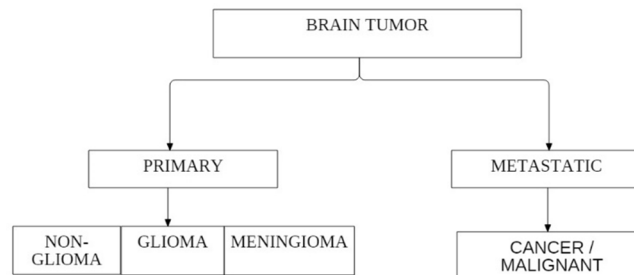 BRAIN TUMOR
PRIMARY
METASTATIC
NON-
GLIOMA
GLIOMA
MENINGIOMA
CANCER /
MALIGNANT